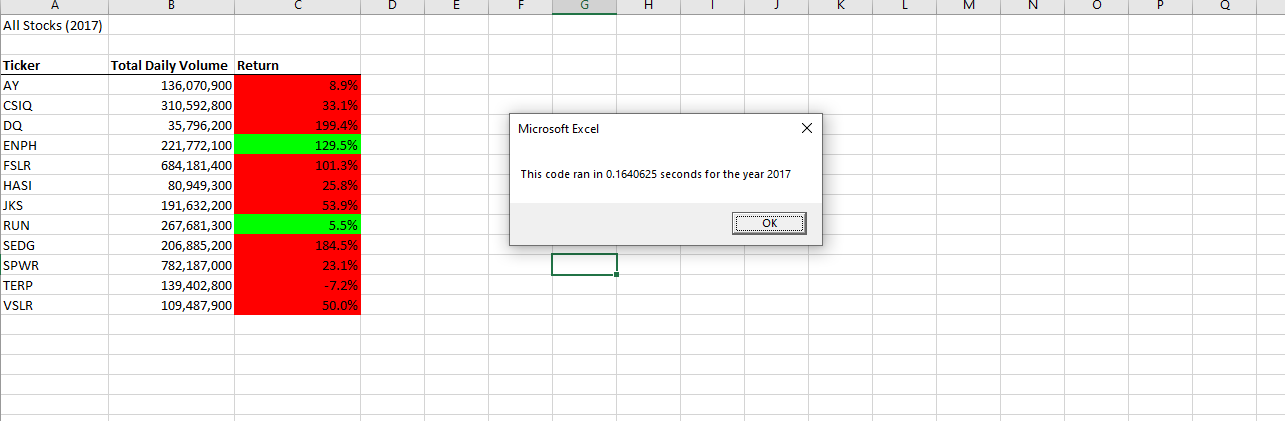 A B C D E F G H I J K L M N O P Q
All Stocks (2017)
Ticker Total Daily Volume Return
AY 136,070,900 8.9%
CSIQ 310,592,800 33.1%
DQ 35,796,200 199.4%
ENPH 221,772,100 129.5%
FSLR 684,181,400 101.3%
HASI 80,949,300 25.8%
JKS 191,632,200 53.9%
RUN 267,681,300 5.5%
SEDG 206,885,200 184.5%
SPWR 782,187,000 23.1%
TERP 139,402,800 -7.2%
VSLR 109,487,900 50.0%
Microsoft Excel
This code ran in 0.1640625 seconds for the year 2017
OK